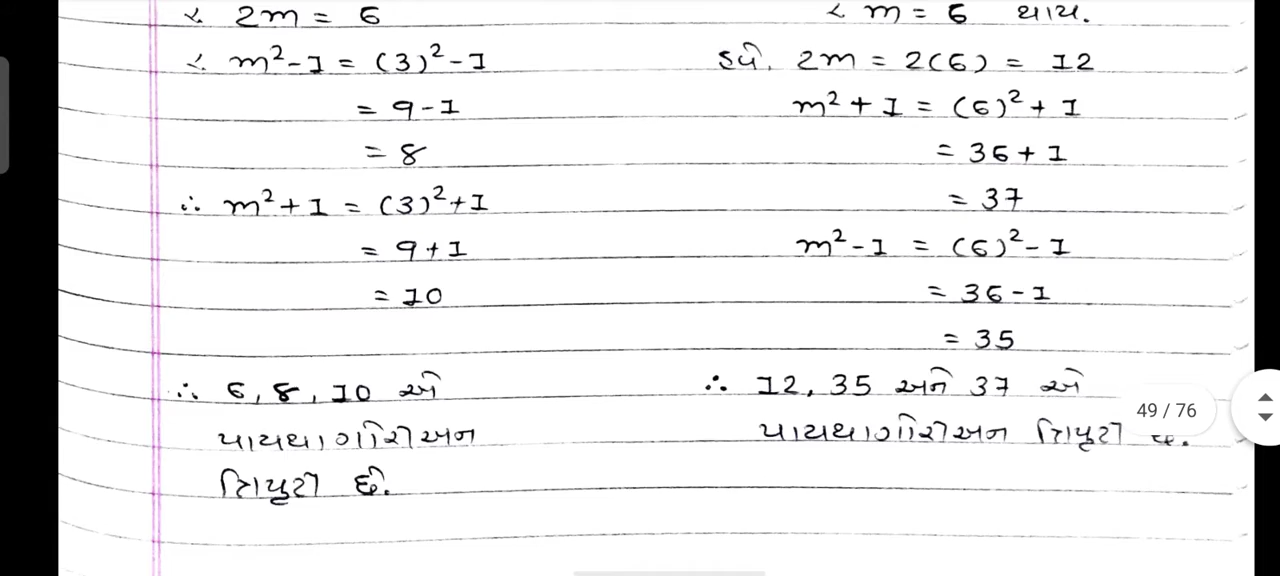 ∴ 2m = 6
∴ m² - 1 = (3)² - 1
= 9 - 1
= 8
∴ m² + 1 = (3)² + 1
= 9 + 1
= 10
∴ 6, 8, 10 એ
પાયથાગોરિઅન
ત્રિપુટી છે.
∴ m = 6 થાય.
હવે, 2m = 2(6) = 12
m² + 1 = (6)² + 1
= 36 + 1
= 37
m² - 1 = (6)² - 1
= 36 - 1
= 35
∴ 12, 35 અને 37 એ
પાયથાગોરિઅન ત્રિપુટી છે.
49 / 76